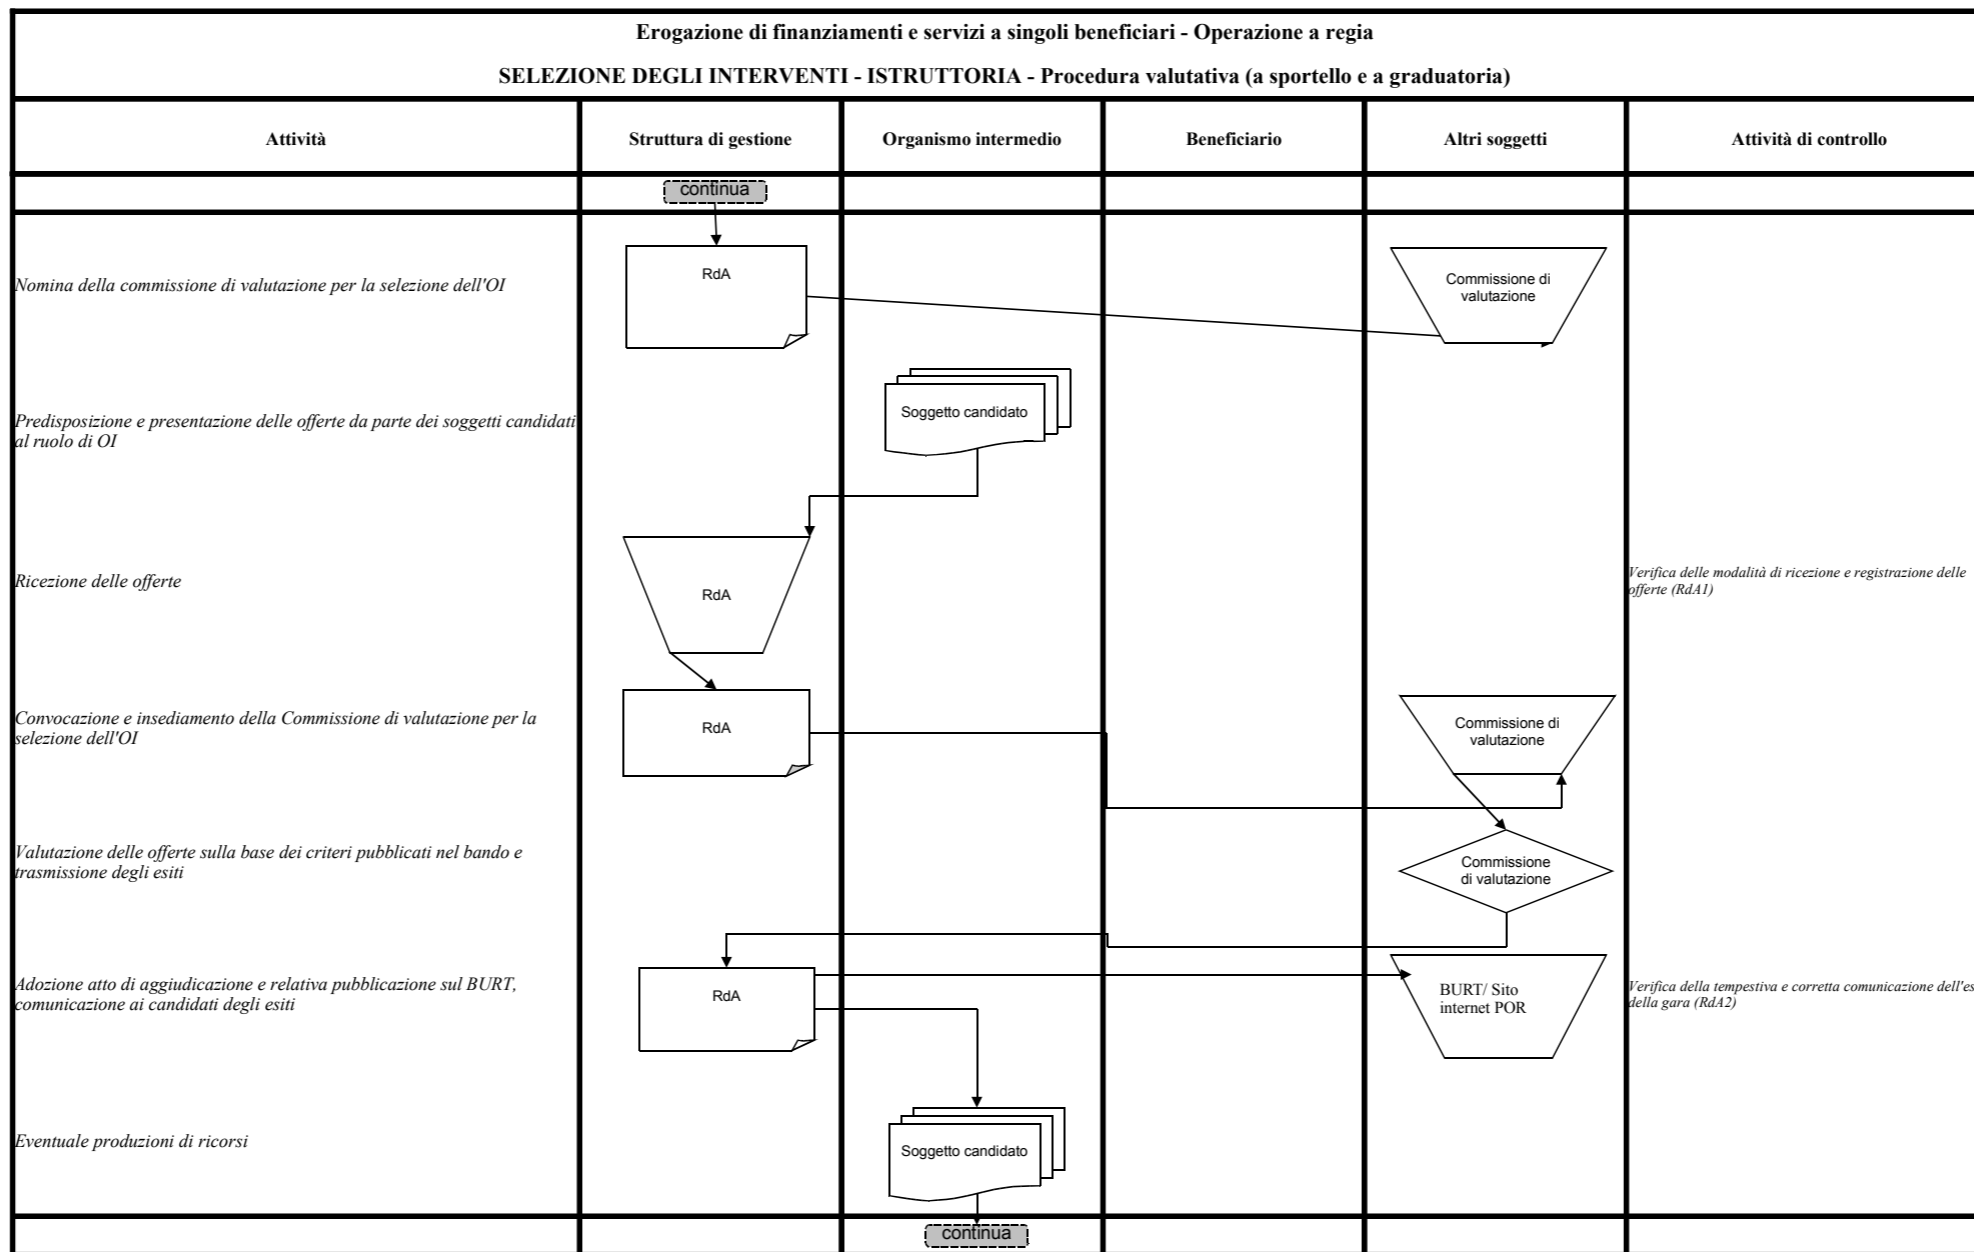 Erogazione di finanziamenti e servizi a singoli beneficiari - Operazione a regia
SELEZIONE DEGLI INTERVENTI - ISTRUTTORIA - Procedura valutativa (a sportello e a graduatoria)
Attività
Struttura di gestione
Organismo intermedio
Beneficiario
Altri soggetti
Attività di controllo
continua
Nomina della commissione di valutazione per la selezione dell'OI
RdA
Commissione di
valutazione
Predisposizione e presentazione delle offerte da parte dei soggetti candidati
al ruolo di OI
Soggetto candidato
Ricezione delle offerte
RdA
Verifica delle modalità di ricezione e registrazione delle
offerte (RdA1)
Convocazione e insediamento della Commissione di valutazione per la
selezione dell'OI
RdA
Commissione di
valutazione
Valutazione delle offerte sulla base dei criteri pubblicati nel bando e
trasmissione degli esiti
Commissione
di valutazione
Adozione atto di aggiudicazione e relativa pubblicazione sul BURT,
comunicazione ai candidati degli esiti
RdA
BURT/ Sito
internet POR
Verifica della tempestiva e corretta comunicazione dell'es
della gara (RdA2)
Eventuale produzioni di ricorsi
Soggetto candidato
continua